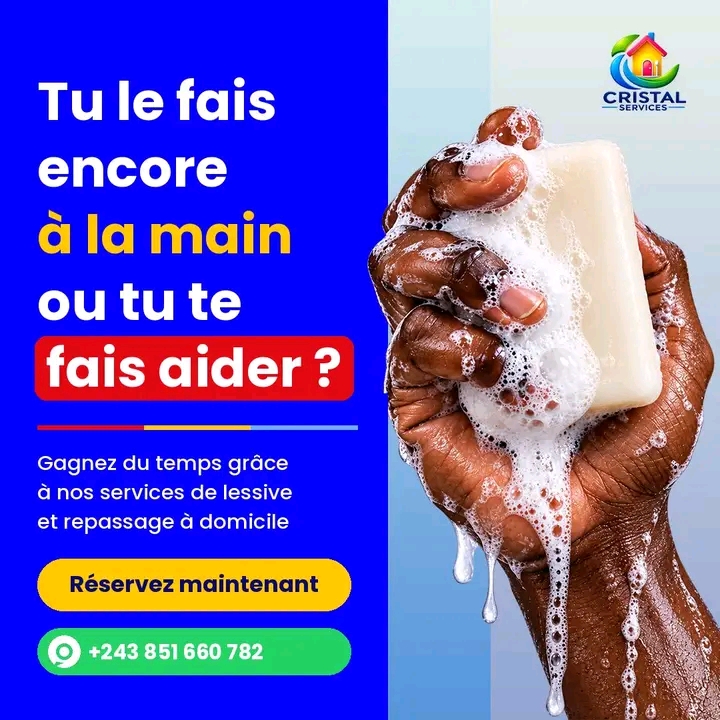 CRISTAL
SERVICES
Tu le fais
encore
à la main
ou tu te
fais aider ?
Gagnez du temps grâce
à nos services de lessive
et repassage à domicile
Réservez maintenant
+243 851 660 782